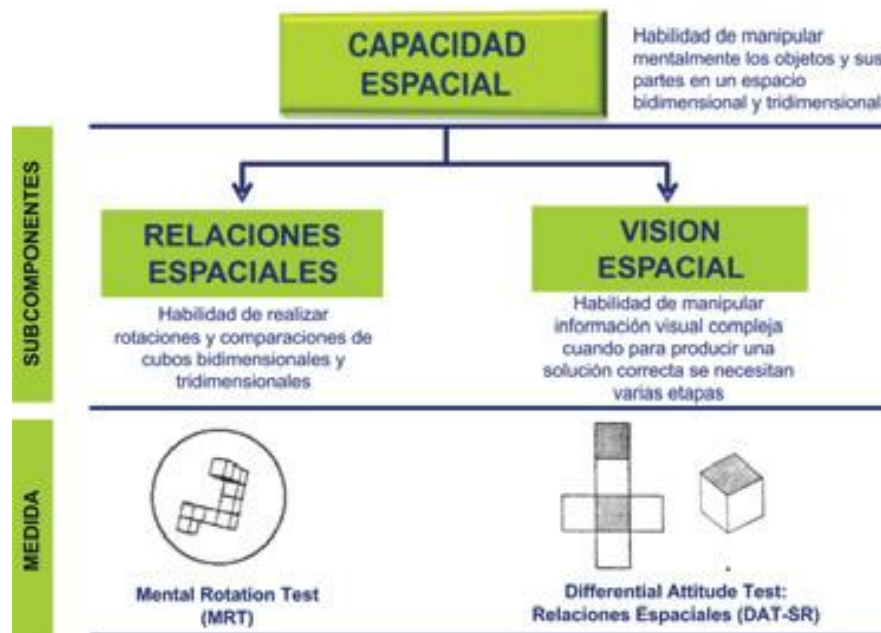 CAPACIDAD
ESPACIAL
Habilidad de manipular
mentalmente los objetos y sus
partes en un espacio
bidimensional y tridimensional
SUBCOMPONENTES
RELACIONES
ESPACIALES
Habilidad de realizar
rotaciones y comparaciones de
cubos bidimensionales y
tridimensionales
VISION
ESPACIAL
Habilidad de manipular
información visual compleja
cuando para producir una
solución correcta se necesitan
varias etapas
MEDIDA
Mental Rotation Test
(MRT)
Differential Attitude Test:
Relaciones Espaciales (DAT-SR)